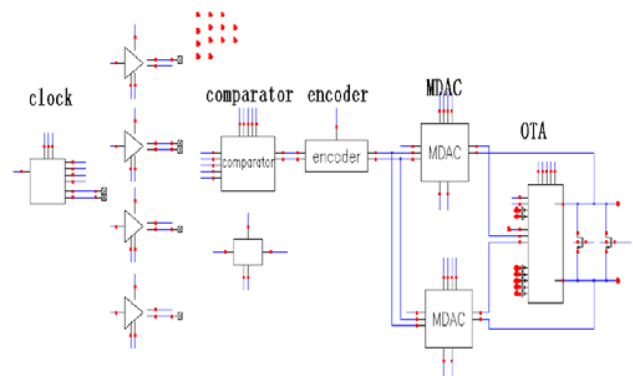 clock
comparator
encoder
MDAC
OTA
comparator
encoder
MDAC
MDAC